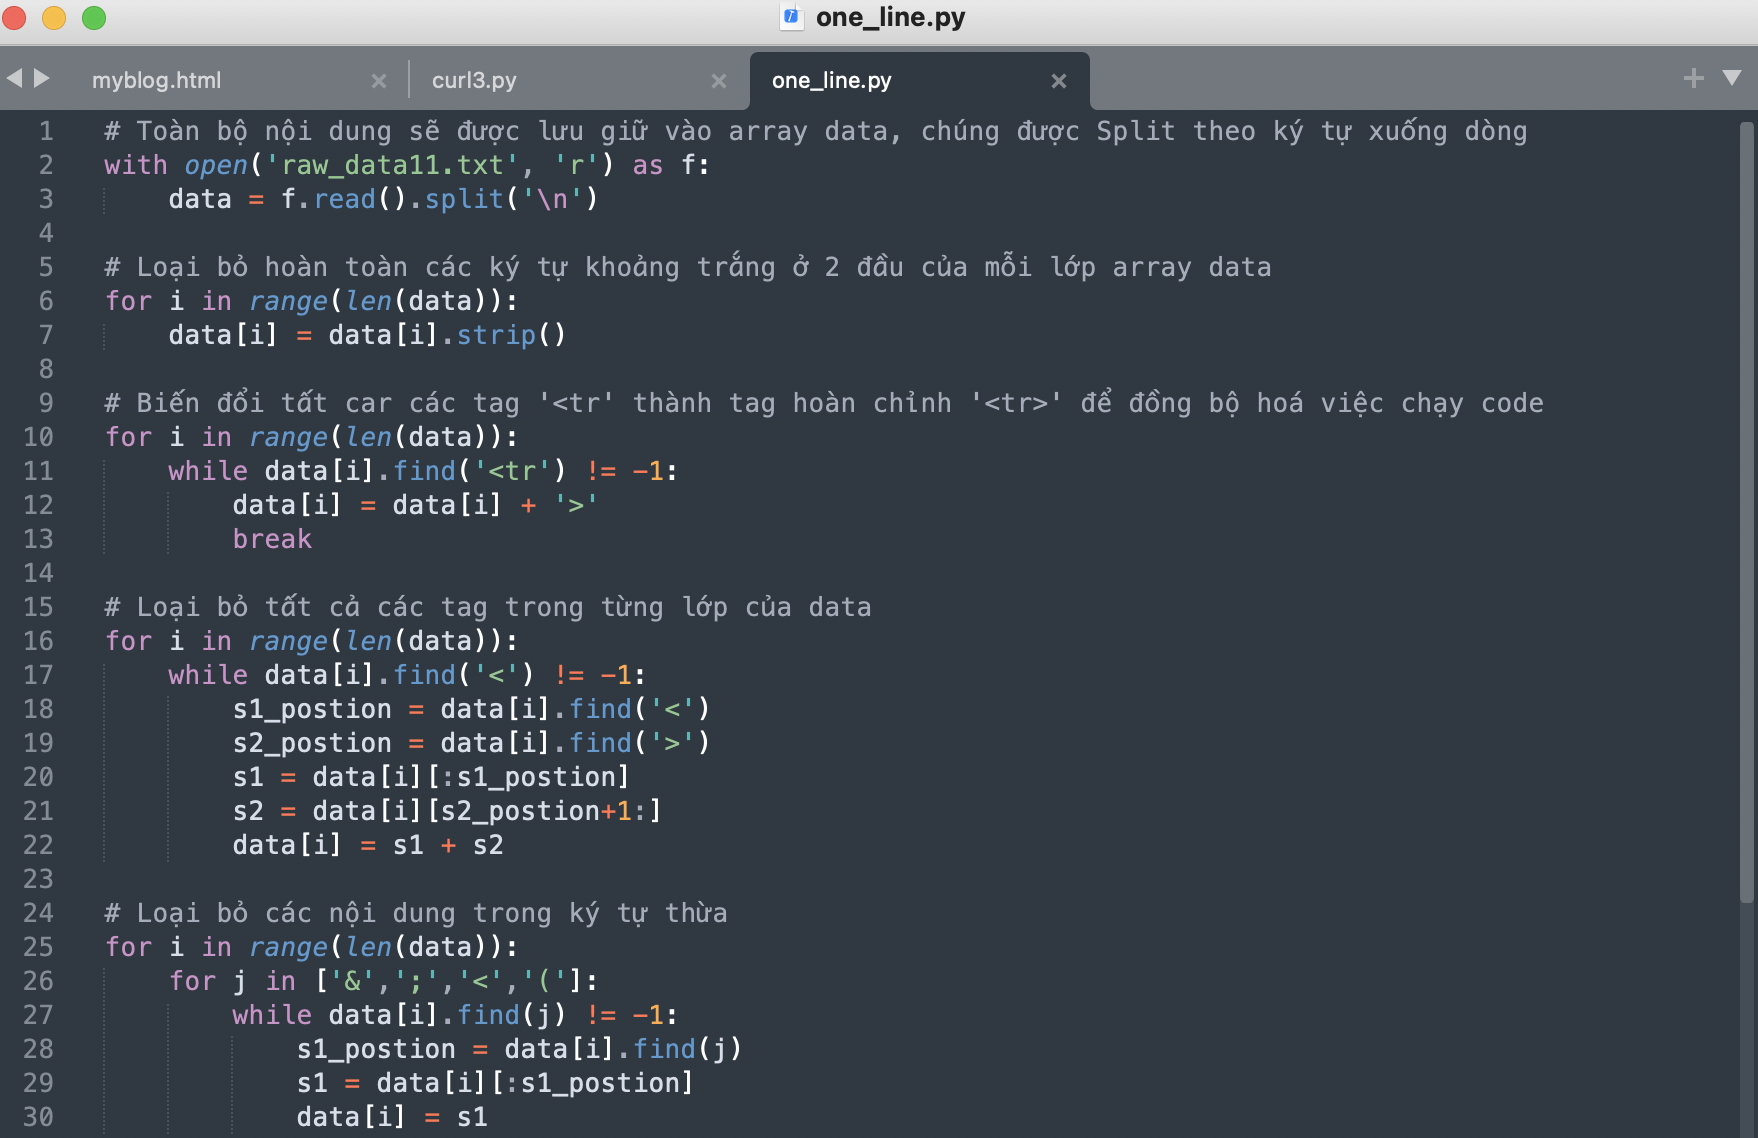 one_line.py
myblog.html
curl3.py
one_line.py
1 # Toàn bộ nội dung sẽ được lưu giữ vào array data, chúng được Split theo ký tự xuống dòng
2 with open('raw_data11.txt', 'r') as f:
3     data = f.read().split('\n')
4
5 # Loại bỏ hoàn toàn các ký tự khoảng trắng ở 2 đầu của mỗi lớp array data
6 for i in range(len(data)):
7     data[i] = data[i].strip()
8
9 # Biến đổi tất car các tag '<tr' thành tag hoàn chỉnh '<tr>' để đồng bộ hoá việc chạy code
10 for i in range(len(data)):
11     while data[i].find('<tr') != -1:
12         data[i] = data[i] + '>'
13         break
14
15 # Loại bỏ tất cả các tag trong từng lớp của data
16 for i in range(len(data)):
17     while data[i].find('<') != -1:
18         s1_postion = data[i].find('<')
19         s2_postion = data[i].find('>')
20         s1 = data[i][:s1_postion]
21         s2 = data[i][s2_postion+1:]
22         data[i] = s1 + s2
23
24 # Loại bỏ các nội dung trong ký tự thừa
25 for i in range(len(data)):
26     for j in ['&',';','<','(']:
27         while data[i].find(j) != -1:
28             s1_postion = data[i].find(j)
29             s1 = data[i][:s1_postion]
30             data[i] = s1